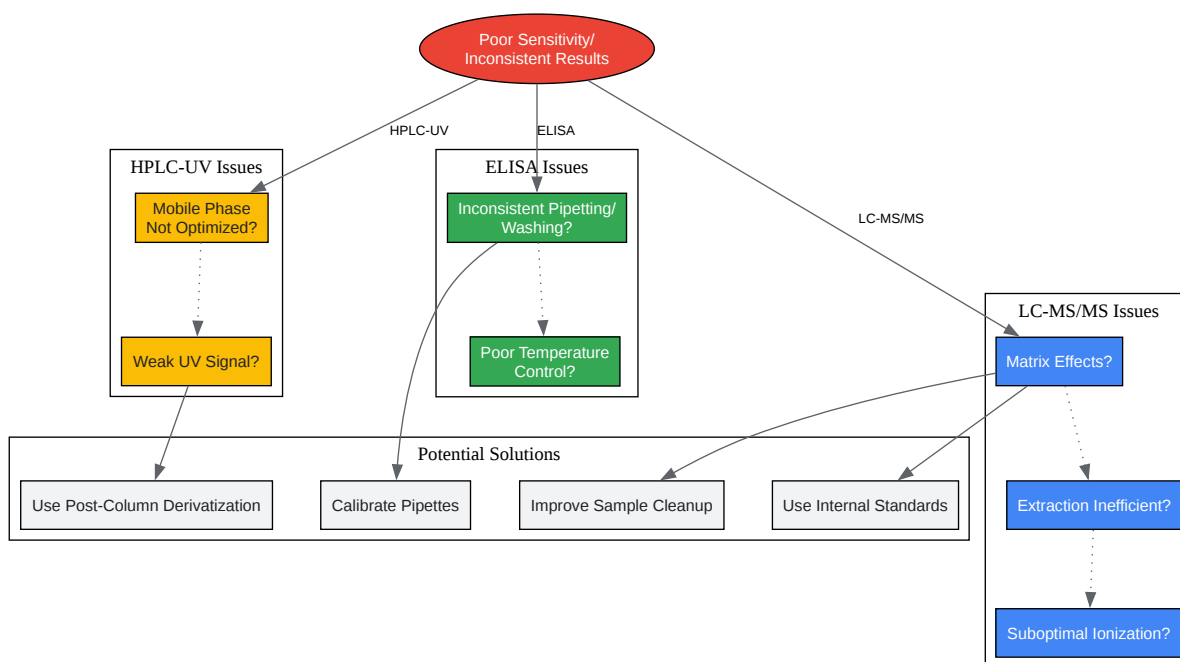 Poor Sensitivity/
Inconsistent Results
HPLC-UV
ELISA
HPLC-UV Issues
ELISA Issues
Mobile Phase
Not Optimized?
Inconsistent Pipetting/
Washing?
LC-MS/MS
LC-MS/MS Issues
Weak UV Signal?
Poor Temperature
Control?
Matrix Effects?
Potential Solutions
Use Post-Column Derivatization
Calibrate Pipettes
Improve Sample Cleanup
Use Internal Standards
Extraction Inefficient?
Suboptimal Ionization?